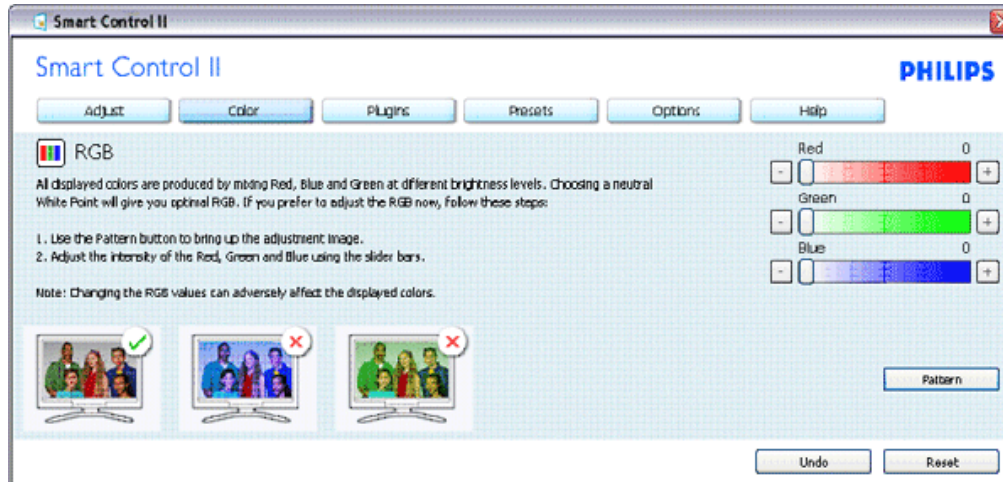 Smart Control II
Smart Control II
PHILIPS
Adjust Color Plugins Presets Options Help
RGB
All displayed colors are produced by mixing Red, Blue and Green at different brightness levels. Choosing a neutral
White Point will give you optimal RGB. If you prefer to adjust the RGB now, follow these steps:
1. Use the Pattern button to bring up the adjustment image.
2. Adjust the intensity of the Red, Green and Blue using the slider bars.
Note: Changing the RGB values can adversely affect the displayed colors.
Red 0
- +
Green 0
- +
Blue 0
- +
Pattern
Undo Reset